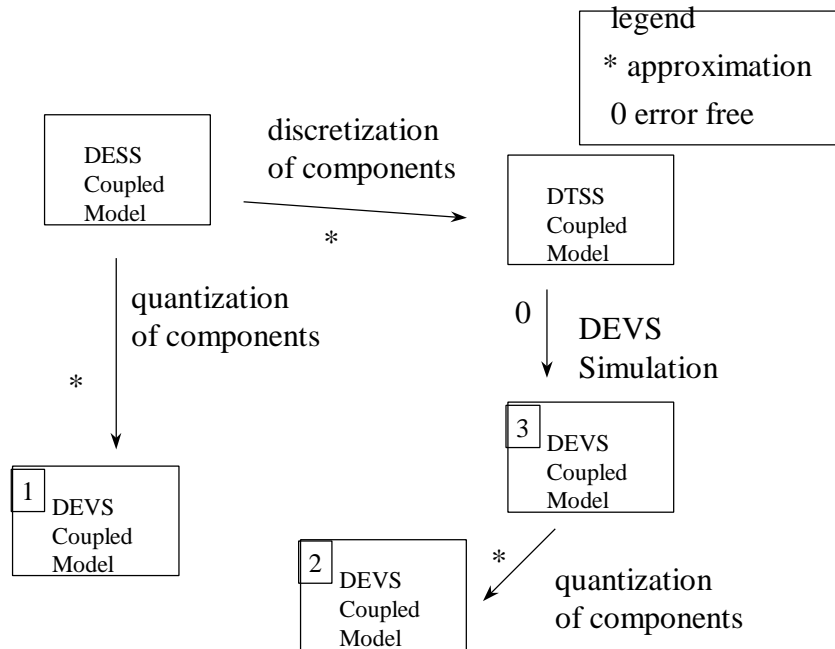 legend
* approximation
0 error free
discretization
of components
DESS
Coupled
Model
*
DTSS
Coupled
Model
quantization
of components
*
0
DEVS
Simulation
3
DEVS
Coupled
Model
1
DEVS
Coupled
Model
*
2
DEVS
Coupled
Model
quantization
of components